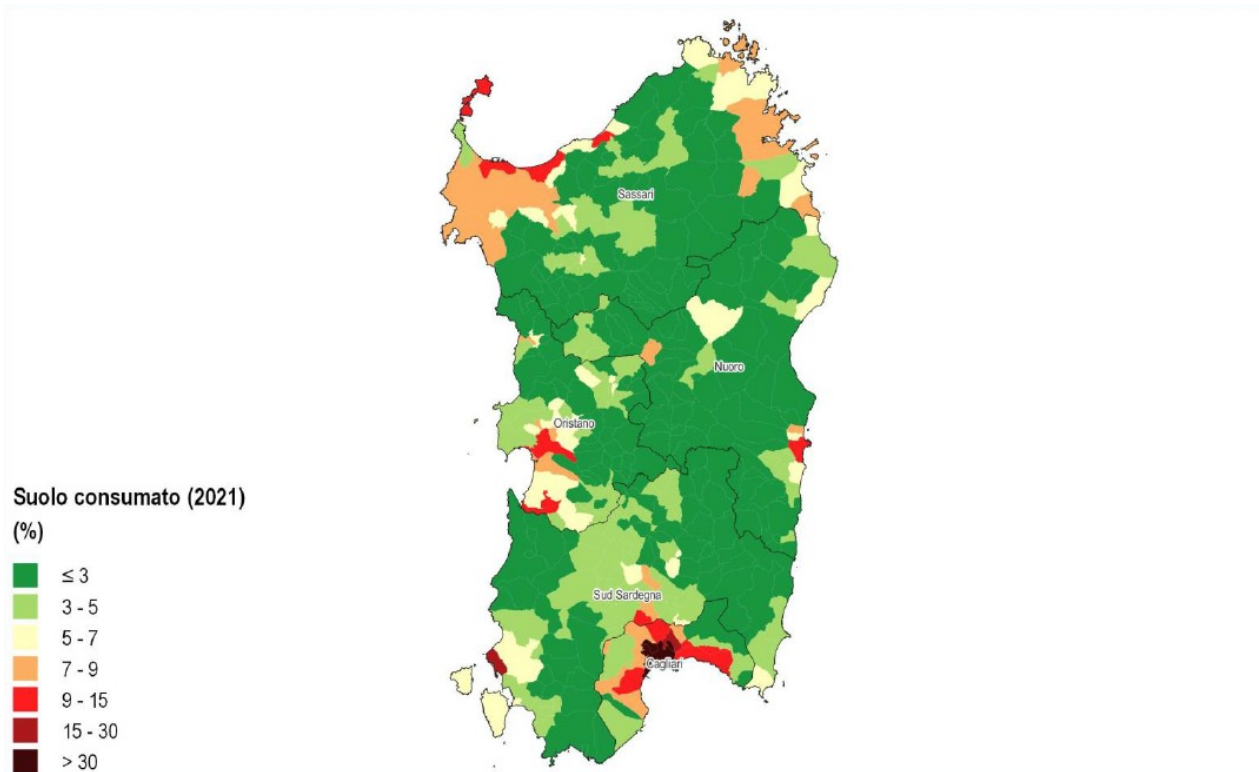 Sassari
Nuoro
Oristano
Sud Sardegna
Cagliari
Suolo consumato (2021)
(%)
≤ 3
3 - 5
5 - 7
7 - 9
9 - 15
15 - 30
> 30